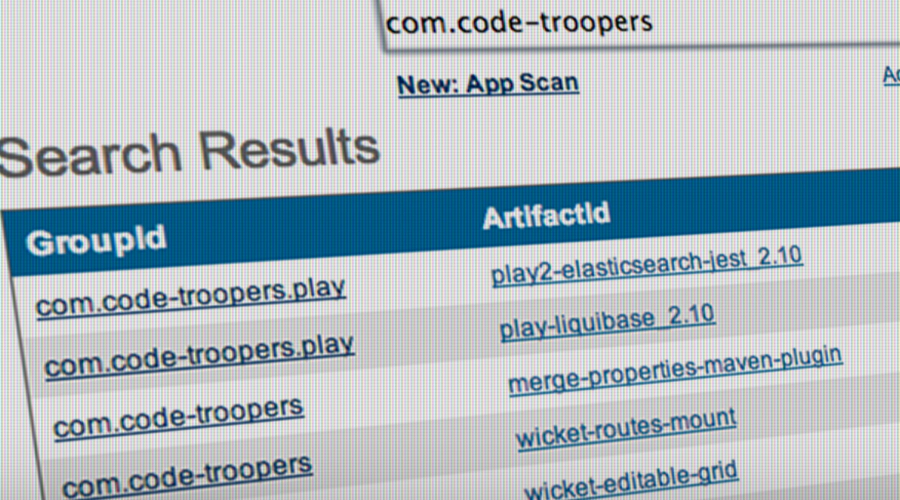 com.code-troopers
New: App Scan
Search Results
GroupId ArtifactId
com.code-troopers.play play2-elasticsearch-jest_2.10
com.code-troopers.play play-liquibase_2.10
com.code-troopers merge-properties-maven-plugin
com.code-troopers wicket-routes-mount
wicket-editable-grid